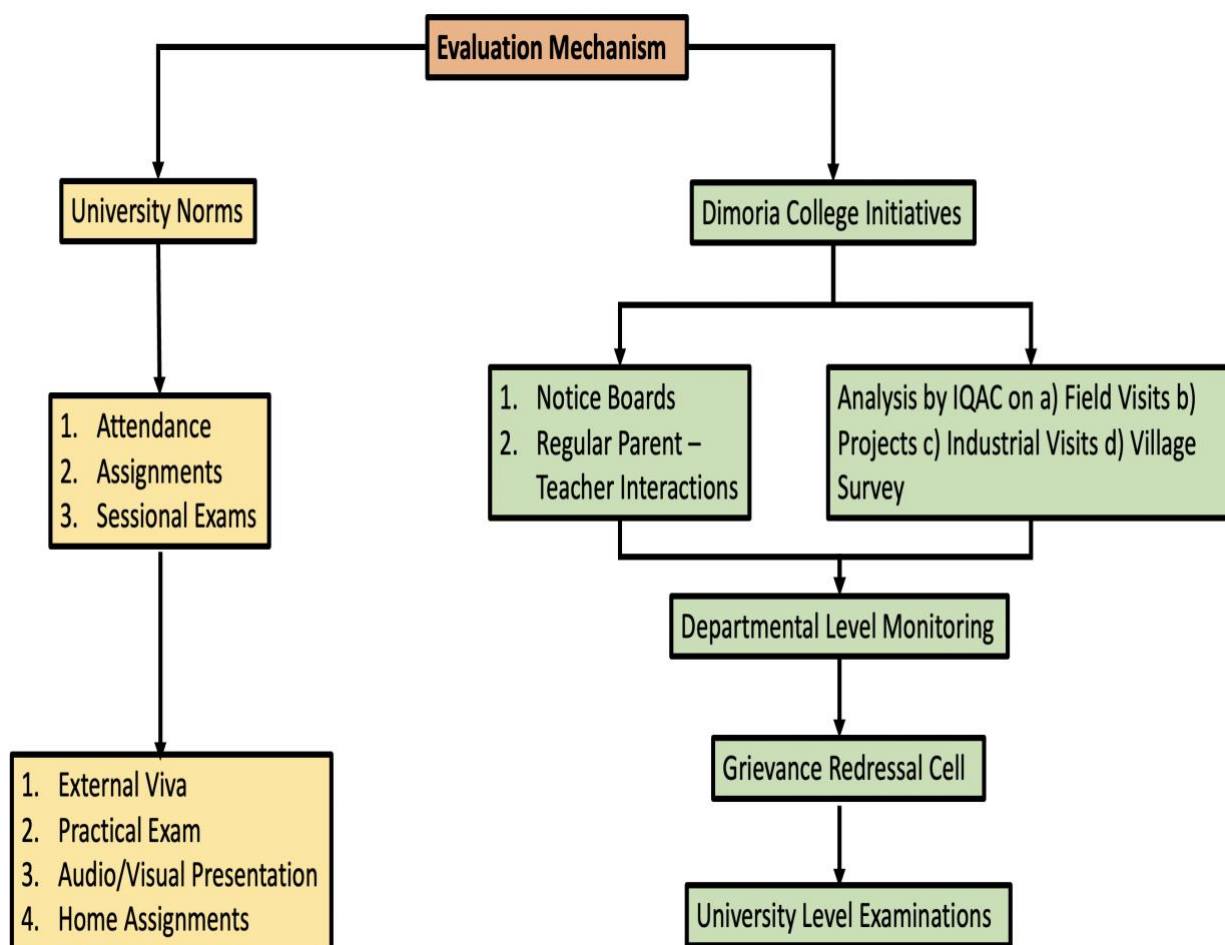 Evaluation Mechanism
University Norms
Dimoria College Initiatives
1. Attendance
2. Assignments
3. Sessional Exams
1. Notice Boards
2. Regular Parent –
Teacher Interactions
Analysis by IQAC on a) Field Visits b)
Projects c) Industrial Visits d) Village
Survey
Departmental Level Monitoring
Grievance Redressal Cell
1. External Viva
2. Practical Exam
3. Audio/Visual Presentation
4. Home Assignments
University Level Examinations